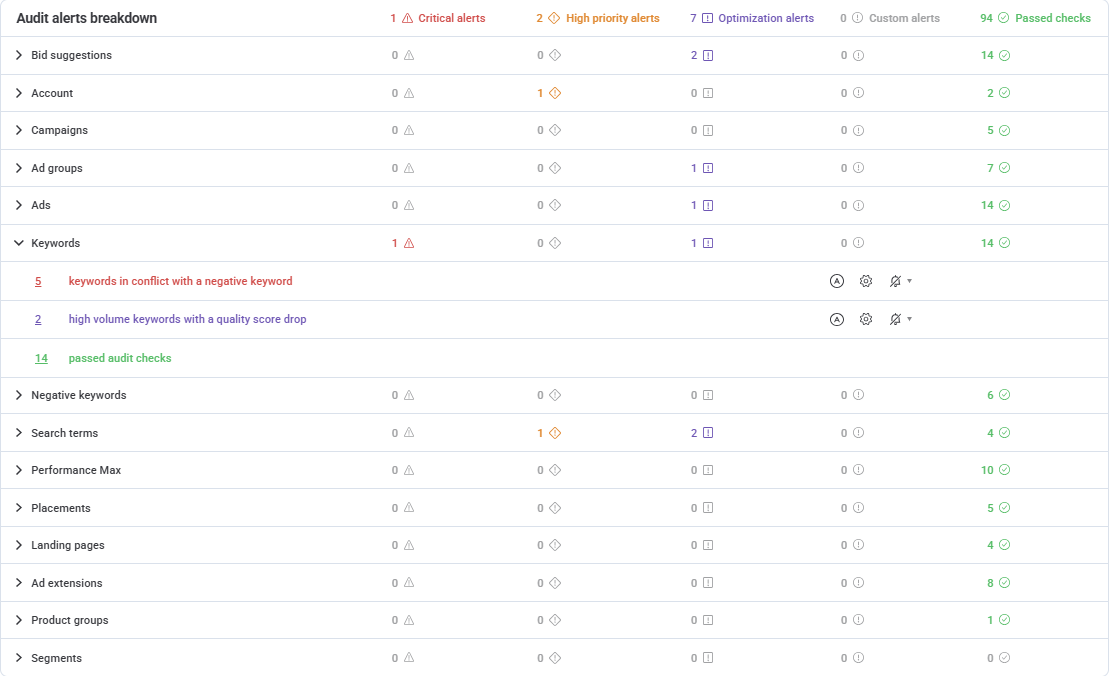 Audit alerts breakdown 1 Critical alerts 2 High priority alerts 7 Optimization alerts 0 Custom alerts 94 Passed checks
Bid suggestions 0 0 2 0 14
Account 0 1 0 0 2
Campaigns 0 0 0 0 5
Ad groups 0 0 1 0 7
Ads 0 0 1 0 14
Keywords 1 0 1 0 14
5 keywords in conflict with a negative keyword A
2 high volume keywords with a quality score drop A
14 passed audit checks
Negative keywords 0 0 0 0 6
Search terms 0 1 2 0 4
Performance Max 0 0 0 0 10
Placements 0 0 0 0 5
Landing pages 0 0 0 0 4
Ad extensions 0 0 0 0 8
Product groups 0 0 0 0 1
Segments 0 0 0 0 0